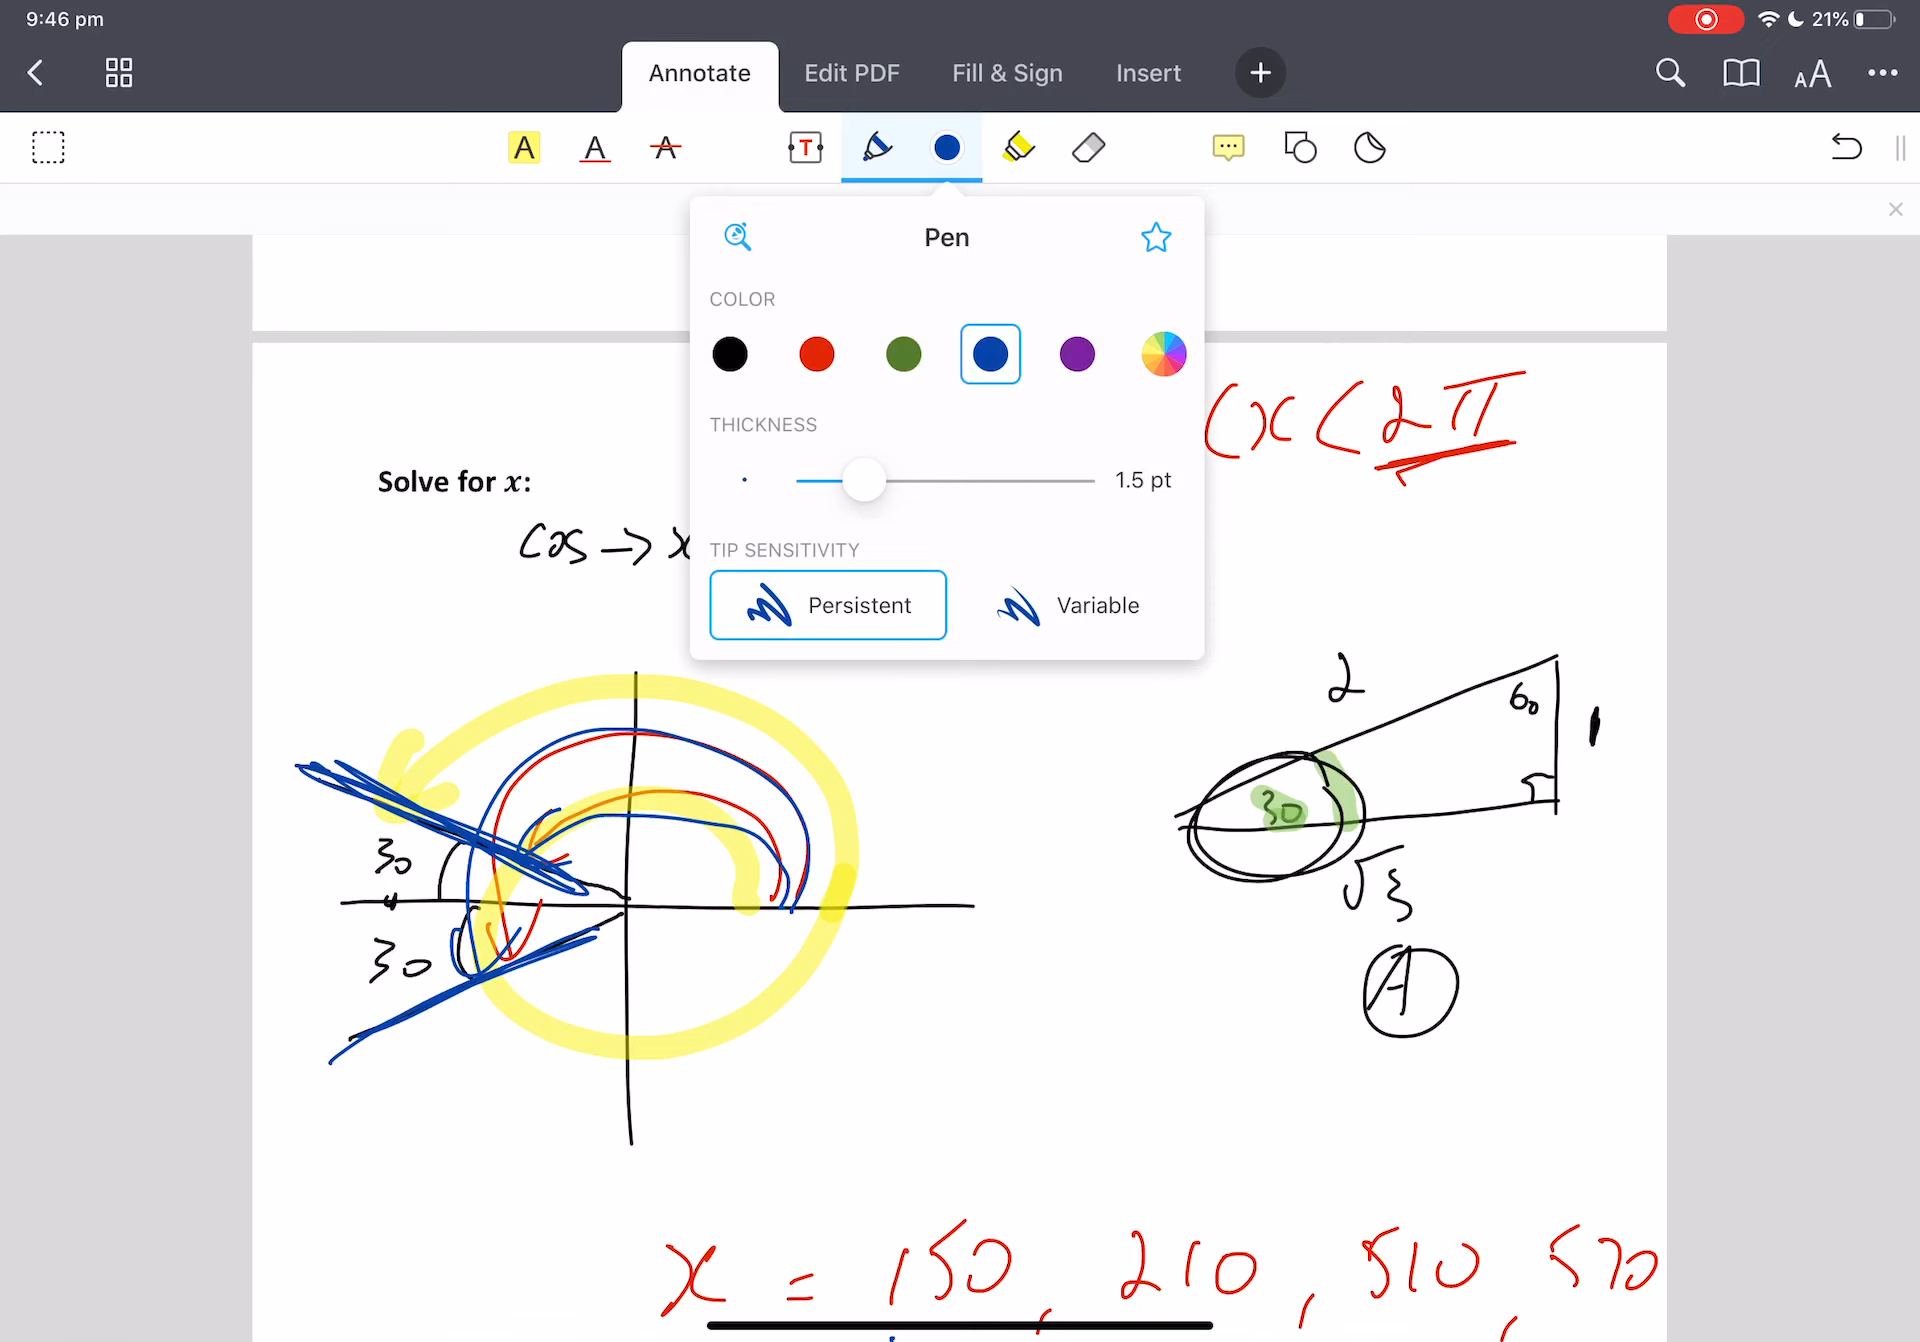 9:46 pm
21%
Annotate
Edit PDF
Fill & Sign
Insert
+
AA
A
A
A
T
Pen
COLOR
THICKNESS
1.5 pt
TIP SENSITIVITY
Persistent
Variable
(x < 2π
Solve for x:
cos → x
2
60
1
30
√3
A
30
30
x = 150, 210, 510, 570